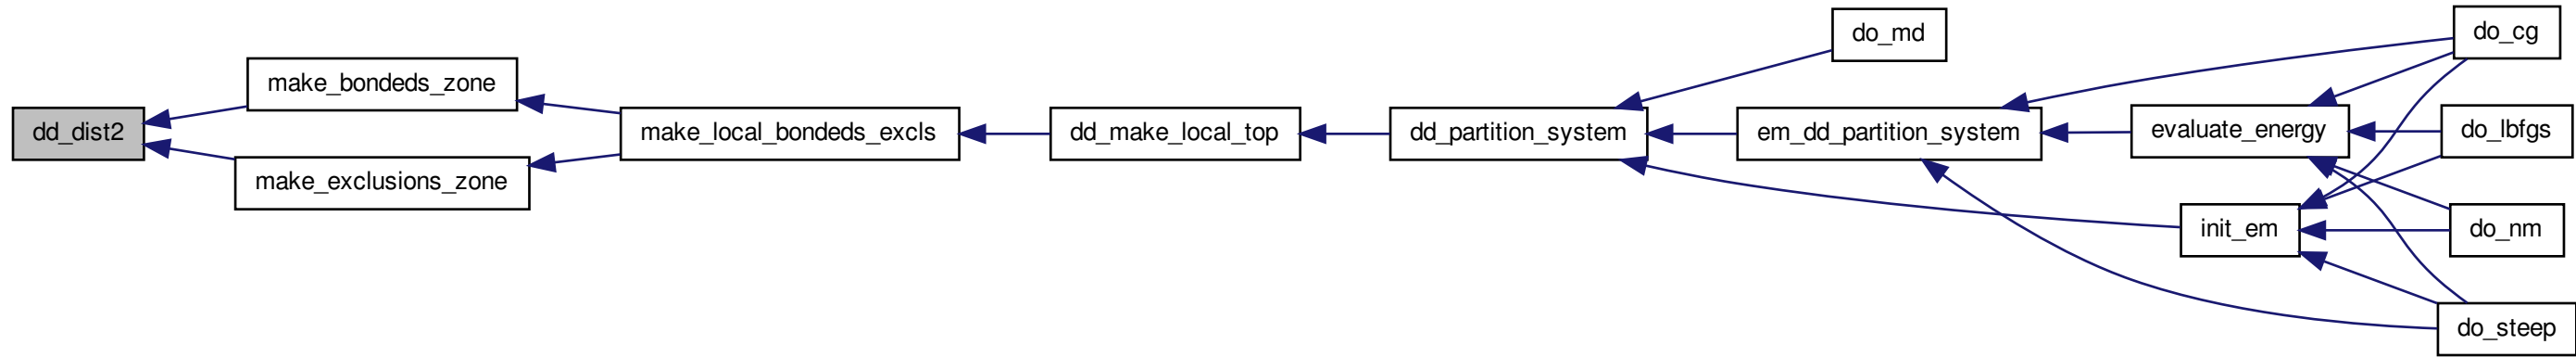 dd_dist2
make_bondeds_zone
make_exclusions_zone
make_local_bondeds_excls
dd_make_local_top
dd_partition_system
do_md
em_dd_partition_system
evaluate_energy
init_em
do_cg
do_lbfgs
do_nm
do_steep